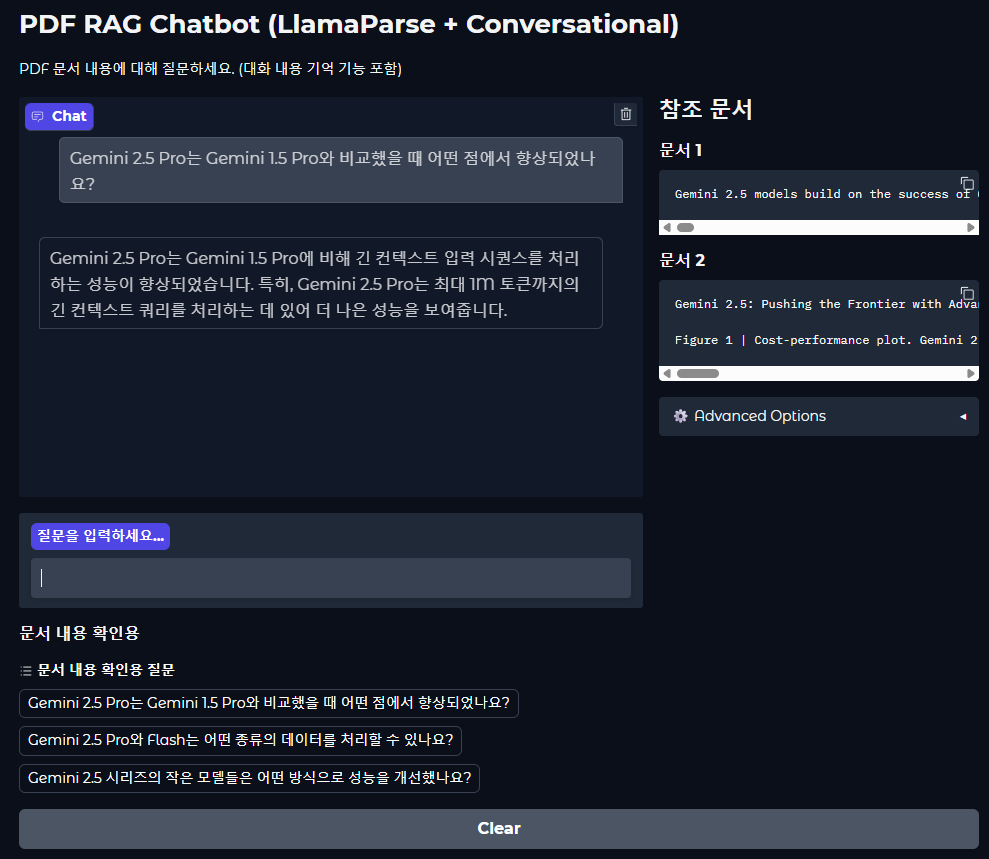 PDF RAG Chatbot (LlamaParse + Conversational)
PDF 문서 내용에 대해 질문하세요. (대화 내용 기억 기능 포함)
Chat
Gemini 2.5 Pro는 Gemini 1.5 Pro와 비교했을 때 어떤 점에서 향상되었나
요?
Gemini 2.5 Pro는 Gemini 1.5 Pro에 비해 긴 컨텍스트 입력 시퀀스를 처리
하는 성능이 향상되었습니다. 특히, Gemini 2.5 Pro는 최대 1M 토큰까지의
긴 컨텍스트 쿼리를 처리하는 데 있어 더 나은 성능을 보여줍니다.
참조 문서
문서 1
Gemini 2.5 models build on the success of
문서 2
Gemini 2.5: Pushing the Frontier with Adva
Figure 1 | Cost-performance plot. Gemini 2
Advanced Options
질문을 입력하세요...
문서 내용 확인용
문서 내용 확인용 질문
Gemini 2.5 Pro는 Gemini 1.5 Pro와 비교했을 때 어떤 점에서 향상되었나요?
Gemini 2.5 Pro와 Flash는 어떤 종류의 데이터를 처리할 수 있나요?
Gemini 2.5 시리즈의 작은 모델들은 어떤 방식으로 성능을 개선했나요?
Clear